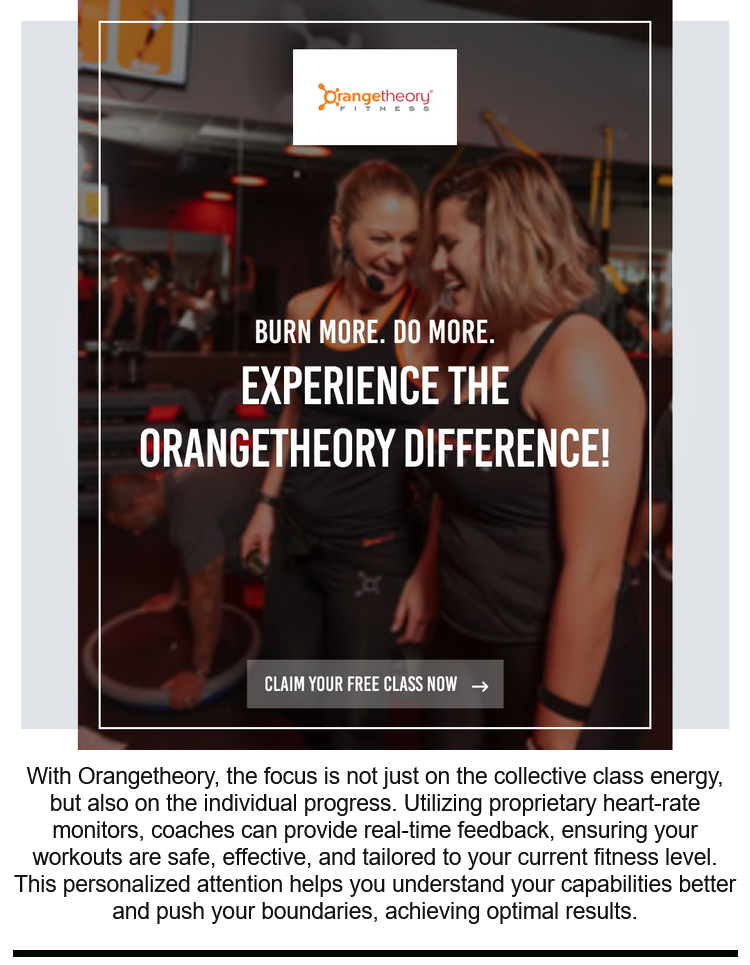 Orangetheory®
FITNESS
BURN MORE. DO MORE.
EXPERIENCE THE
ORANGETHEORY DIFFERENCE!
CLAIM YOUR FREE CLASS NOW →
With Orangetheory, the focus is not just on the collective class energy,
but also on the individual progress. Utilizing proprietary heart-rate
monitors, coaches can provide real-time feedback, ensuring your
workouts are safe, effective, and tailored to your current fitness level.
This personalized attention helps you understand your capabilities better
and push your boundaries, achieving optimal results.